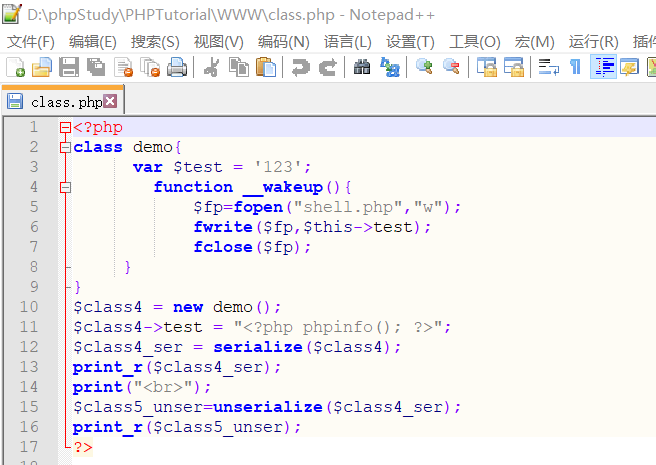 D:\phpStudy\PHPTutorial\WWW\class.php - Notepad++
文件(F) 编辑(E) 搜索(S) 视图(V) 编码(N) 语言(L) 设置(T) 工具(O) 宏(M) 运行(R) 插件
class.php
1 <?php
2 class demo{
3 var $test = '123';
4 function __wakeup(){
5 $fp=fopen("shell.php","w");
6 fwrite($fp,$this->test);
7 fclose($fp);
8 }
9 }
10 $class4 = new demo();
11 $class4->test = "<?php phpinfo(); ?>";
12 $class4_ser = serialize($class4);
13 print_r($class4_ser);
14 print("<br>");
15 $class5_unser=unserialize($class4_ser);
16 print_r($class5_unser);
17 ?>